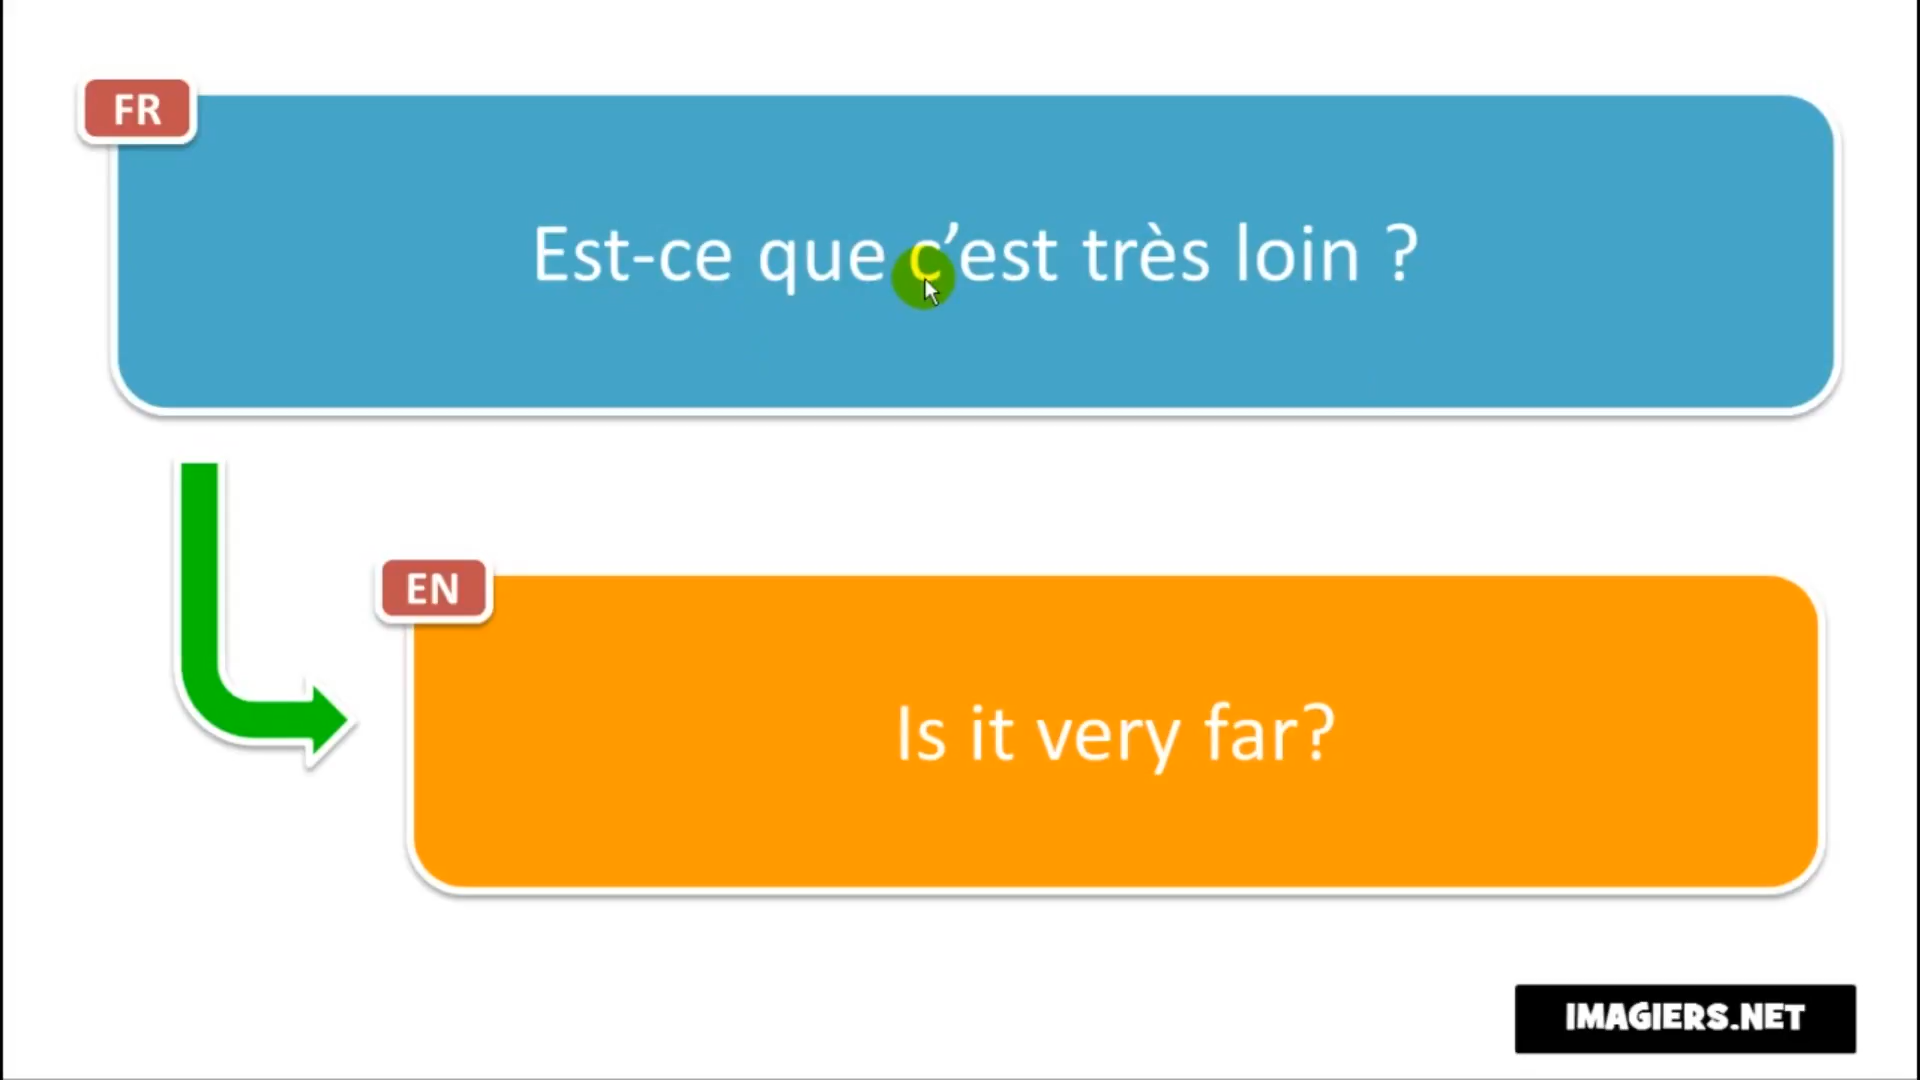 FR
Est-ce que c’est très loin ?
EN
Is it very far?
IMAGIERS.NET